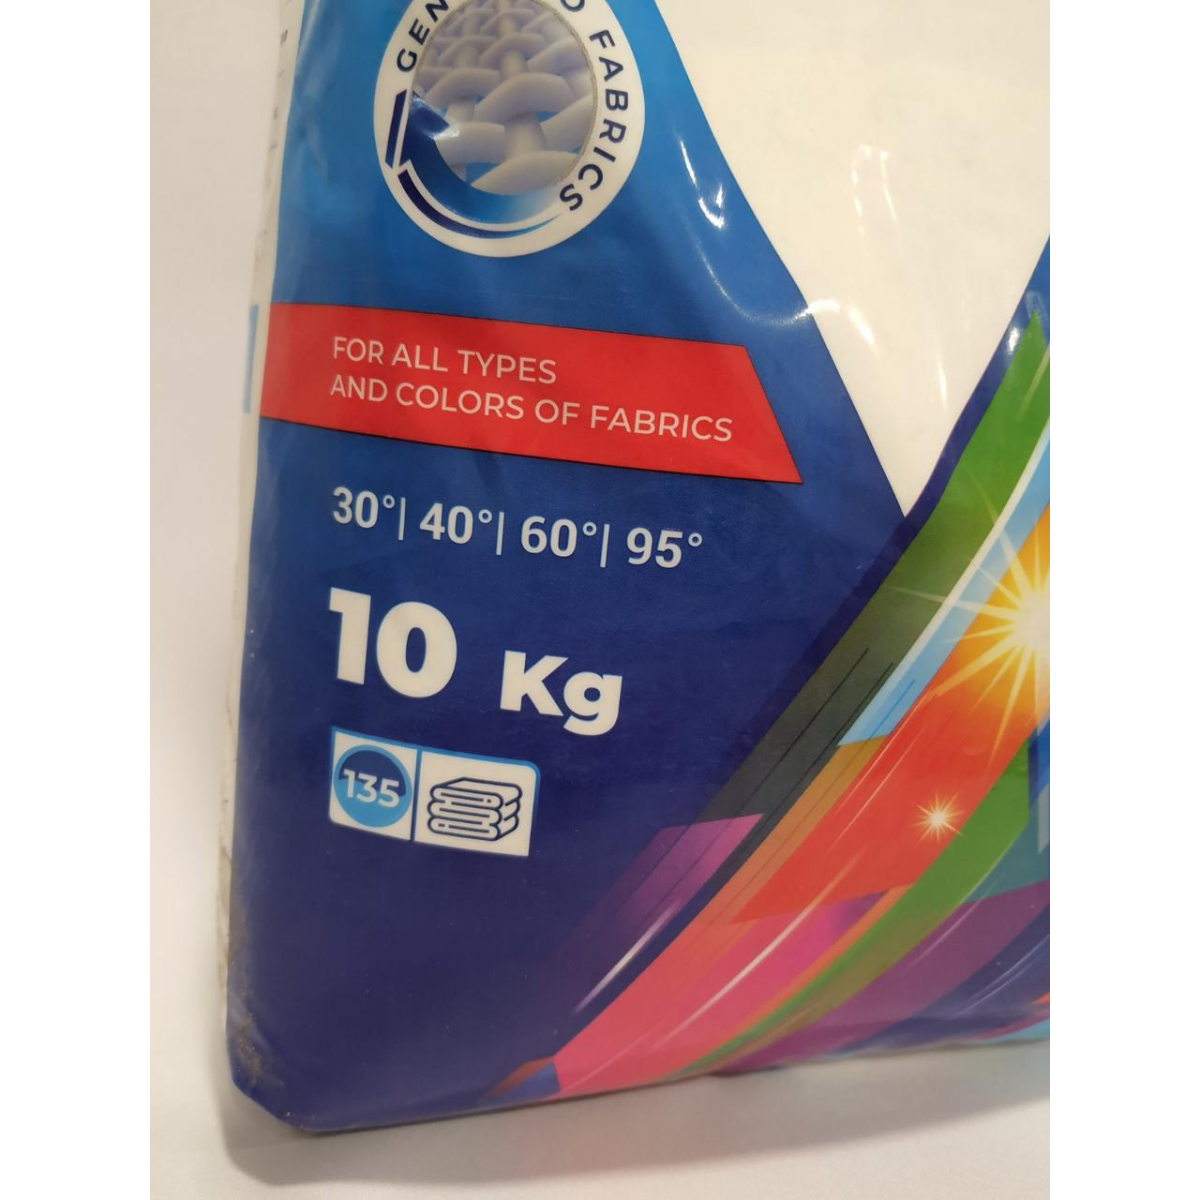 FABRICS
FOR ALL TYPES
AND COLORS OF FABRICS
30°| 40°| 60°| 95°
10 Kg
135